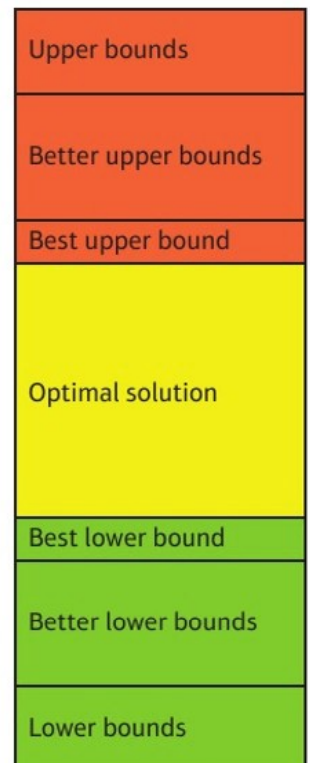 Upper bounds
Better upper bounds
Best upper bound
Optimal solution
Best lower bound
Better lower bounds
Lower bounds